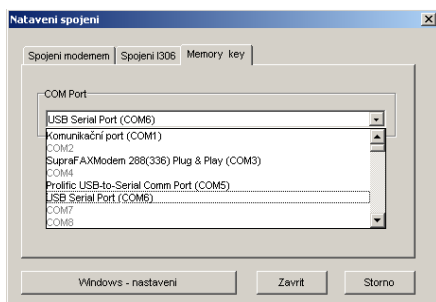 Nataveni spojeni
Spojeni modemem Spojeni I306 Memory key
COM Port
USB Serial Port (COM6)
Komunikační port (COM1)
COM2
SupraFAXModem 288(336) Plug & Play (COM3)
COM4
Prolific USB-to-Serial Comm Port (COM5)
USB Serial Port (COM6)
COM7
COM8
Windows - nastaveni Zavrit Storno